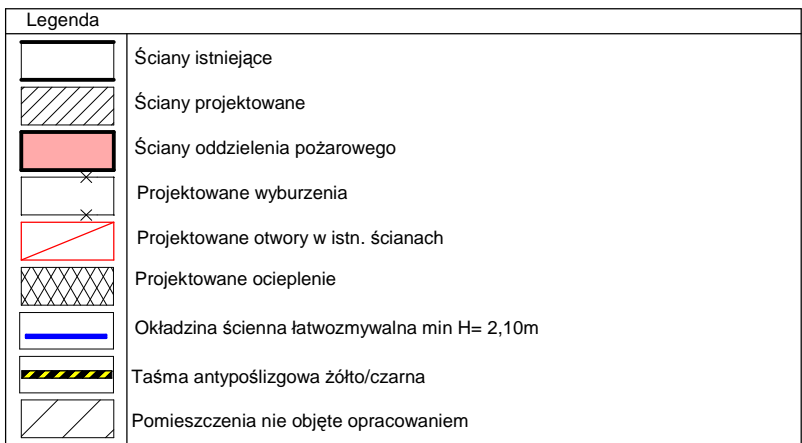 Legenda
Ściany istniejące
Ściany projektowane
Ściany oddzielenia pożarowego
Projektowane wyburzenia
Projektowane otwory w istn. ścianach
Projektowane ocieplenie
Okładzina ścienna łatwozmywalna min H= 2,10m
Taśma antypoślizgowa żółto/czarna
Pomieszczenia nie objęte opracowaniem